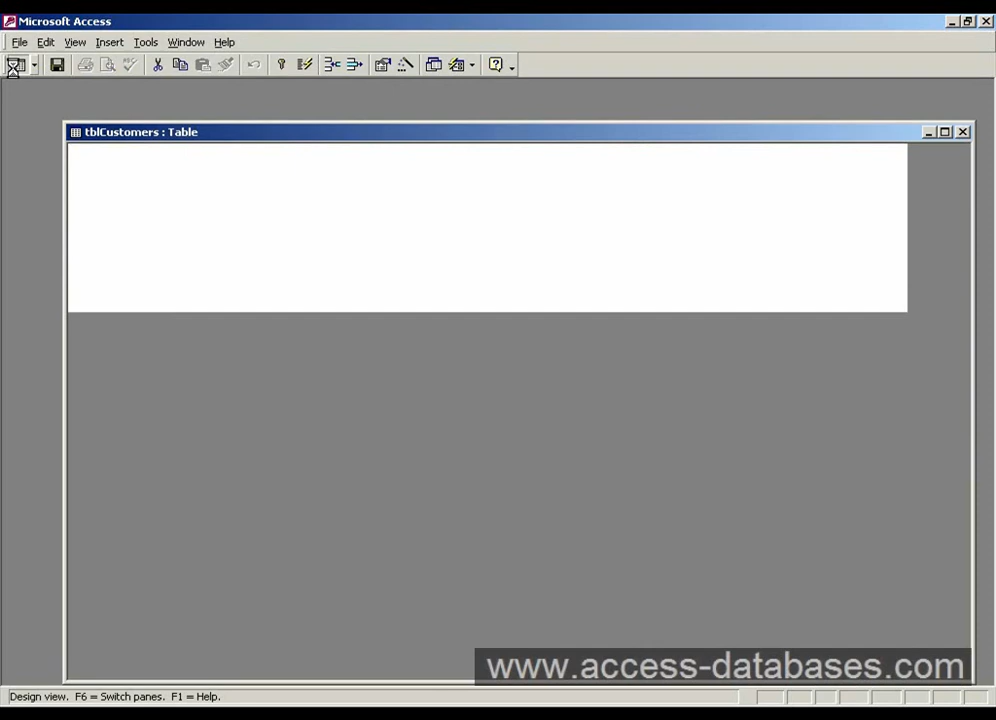 Microsoft Access
File Edit View Insert Tools Window Help
tblCustomers : Table
www.access-databases.com
Design view. F6 = Switch panes. F1 = Help.